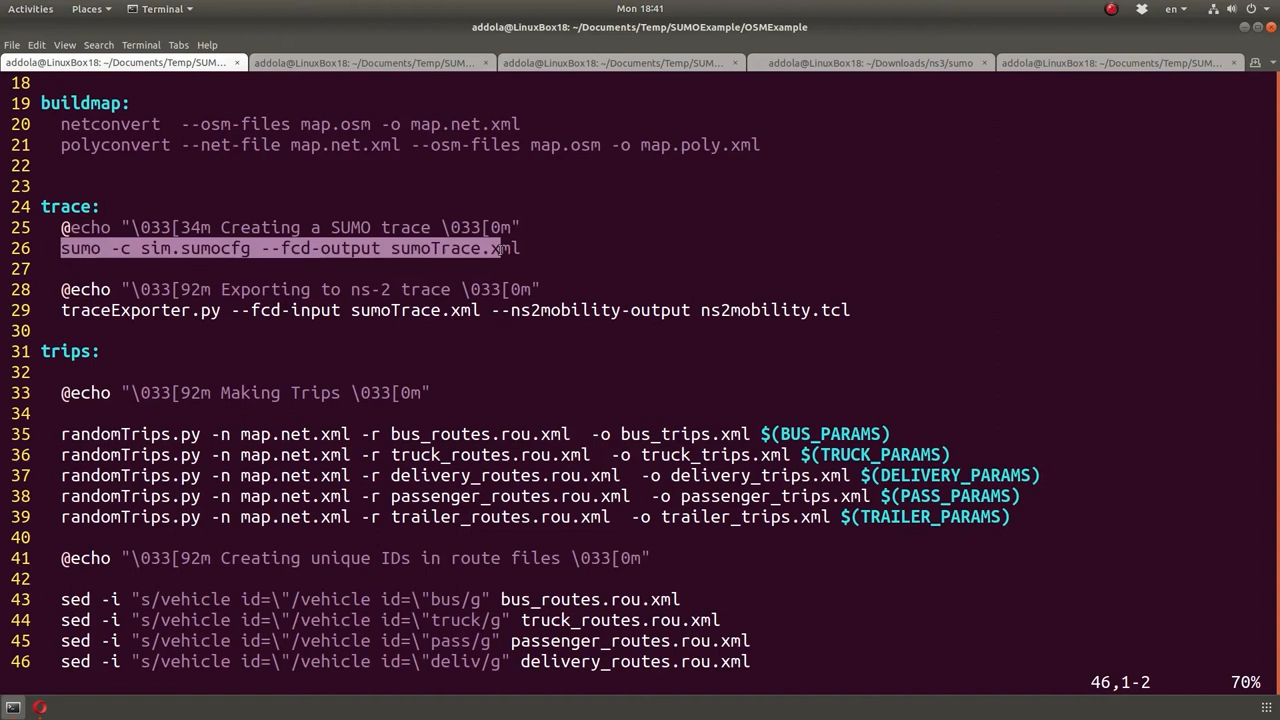 Activities Places Terminal Mon 18:41 en
addola@LinuxBox18: ~/Documents/Temp/SUMOExample/OSMExample
File Edit View Search Terminal Tabs Help
addola@LinuxBox18: ~/Documents/Temp/SUM... × addola@LinuxBox18: ~/Documents/Temp/SUM... × addola@LinuxBox18: ~/Documents/Temp/SUM... × addola@LinuxBox18: ~/Downloads/ns3/sumo × addola@LinuxBox18: ~/Documents/Temp/SUM... ×
18
19 buildmap:
20 netconvert --osm-files map.osm -o map.net.xml
21 polyconvert --net-file map.net.xml --osm-files map.osm -o map.poly.xml
22
23
24 trace:
25 @echo "\033[34m Creating a SUMO trace \033[0m"
26 sumo -c sim.sumocfg --fcd-output sumoTrace.xml
27
28 @echo "\033[92m Exporting to ns-2 trace \033[0m"
29 traceExporter.py --fcd-input sumoTrace.xml --ns2mobility-output ns2mobility.tcl
30
31 trips:
32
33 @echo "\033[92m Making Trips \033[0m"
34
35 randomTrips.py -n map.net.xml -r bus_routes.rou.xml -o bus_trips.xml $(BUS_PARAMS)
36 randomTrips.py -n map.net.xml -r truck_routes.rou.xml -o truck_trips.xml $(TRUCK_PARAMS)
37 randomTrips.py -n map.net.xml -r delivery_routes.rou.xml -o delivery_trips.xml $(DELIVERY_PARAMS)
38 randomTrips.py -n map.net.xml -r passenger_routes.rou.xml -o passenger_trips.xml $(PASS_PARAMS)
39 randomTrips.py -n map.net.xml -r trailer_routes.rou.xml -o trailer_trips.xml $(TRAILER_PARAMS)
40
41 @echo "\033[92m Creating unique IDs in route files \033[0m"
42
43 sed -i "s/vehicle id=\"/vehicle id=\"bus/g" bus_routes.rou.xml
44 sed -i "s/vehicle id=\"/vehicle id=\"truck/g" truck_routes.rou.xml
45 sed -i "s/vehicle id=\"/vehicle id=\"pass/g" passenger_routes.rou.xml
46 sed -i "s/vehicle id=\"/vehicle id=\"deliv/g" delivery_routes.rou.xml
46,1-2 70%